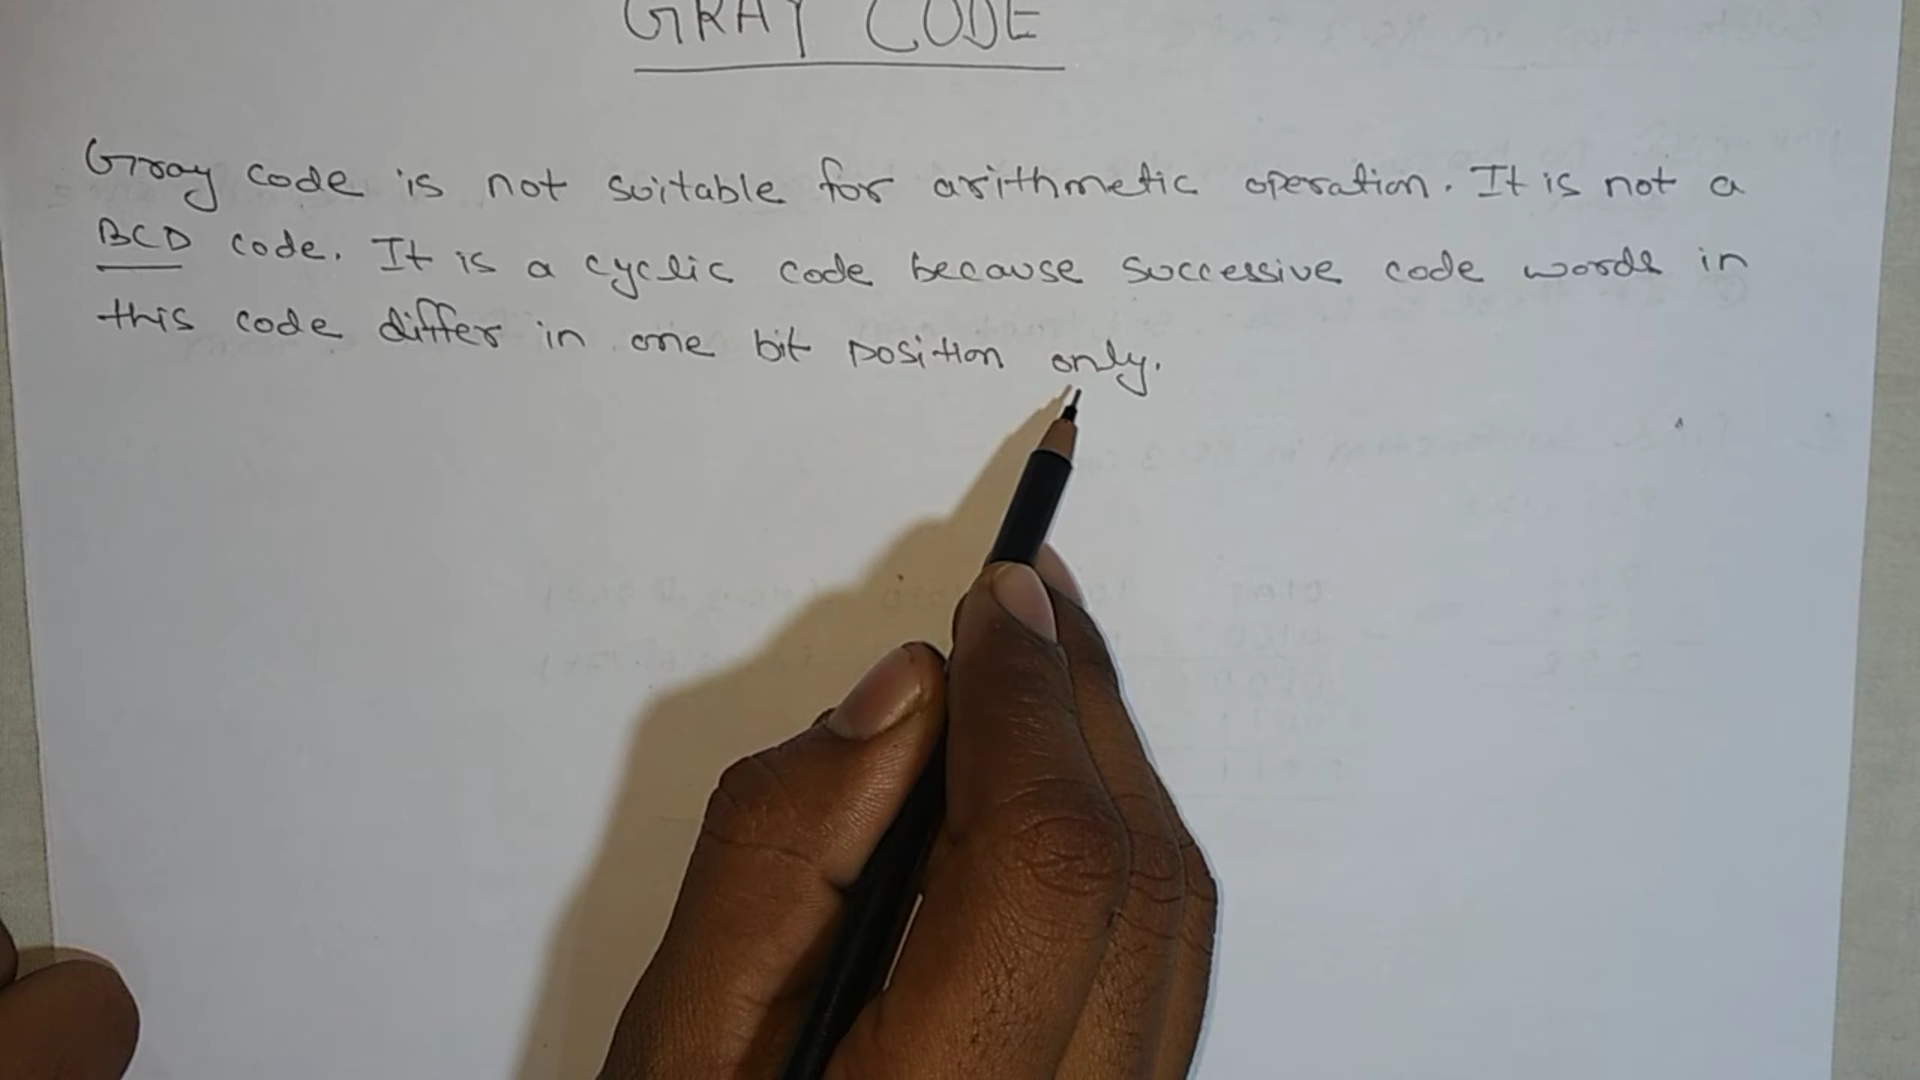 GRAY CODE
Gray code is not suitable for arithmetic operation. It is not a
BCD code. It is a cyclic code because successive code words in
this code differ in one bit position only.